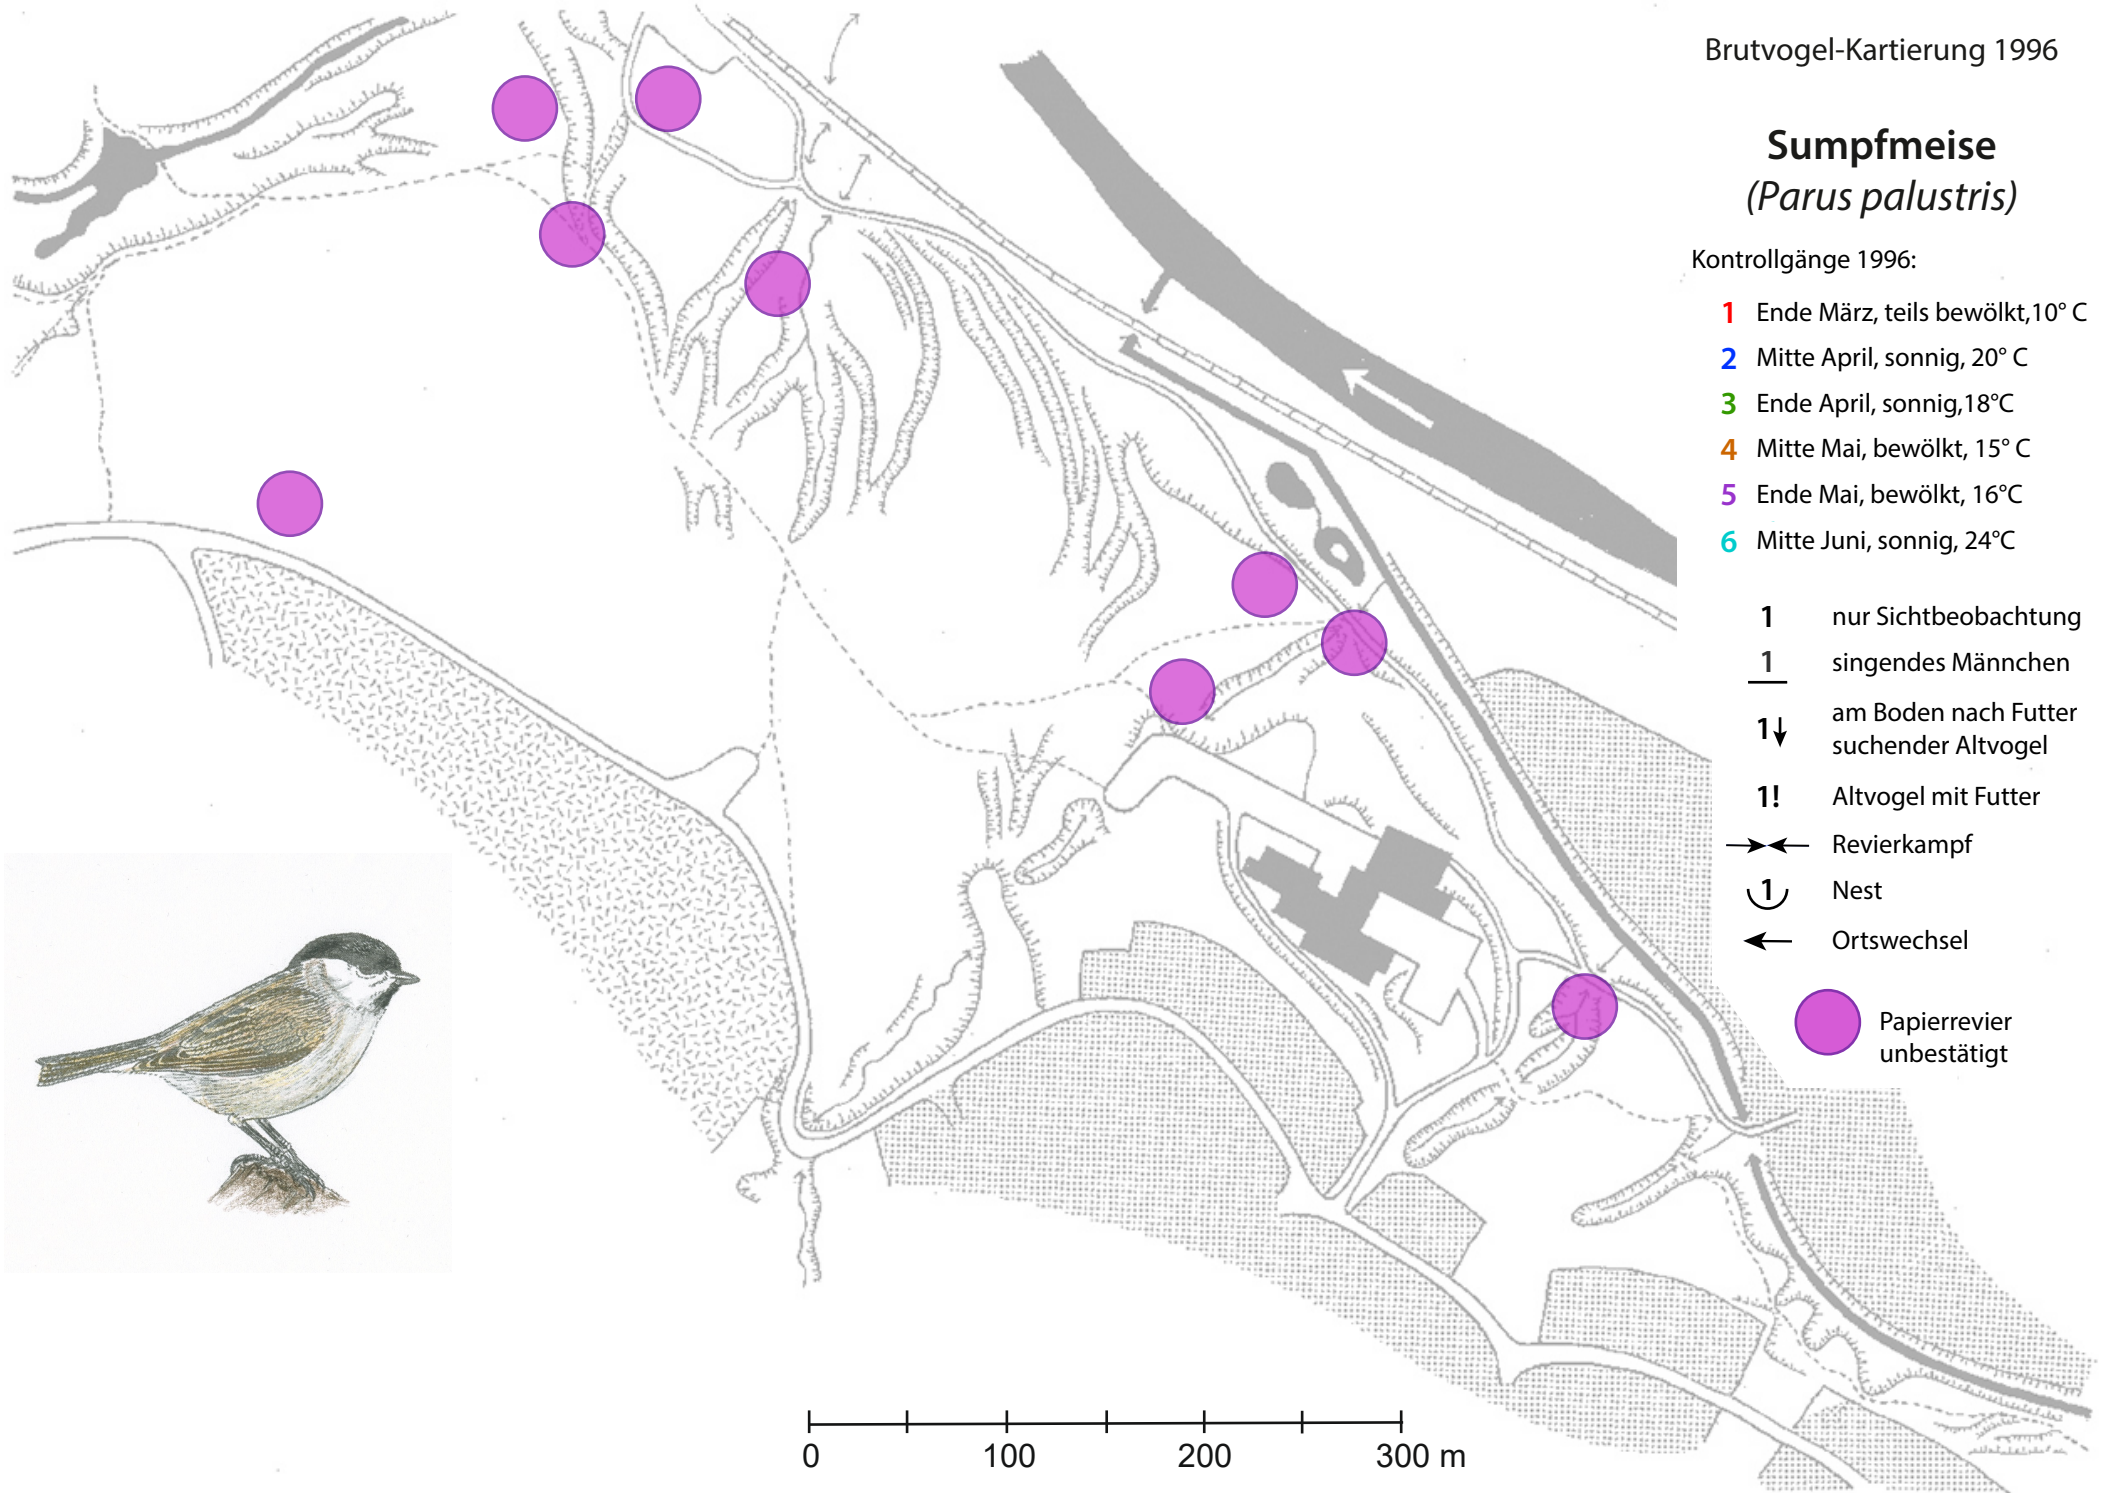 Brutvogel-Kartierung 1996
Sumpfmeise
(Parus palustris)
Kontrollgänge 1996:
1 Ende März, teils bewölkt,10° C
2 Mitte April, sonnig, 20° C
3 Ende April, sonnig,18°C
4 Mitte Mai, bewölkt, 15° C
5 Ende Mai, bewölkt, 16°C
6 Mitte Juni, sonnig, 24°C
1 nur Sichtbeobachtung
1 singendes Männchen
1 am Boden nach Futter
suchender Altvogel
1! Altvogel mit Futter
Revierkampf
1 Nest
Ortswechsel
Papierrevier
unbestätigt
0 100 200 300 m